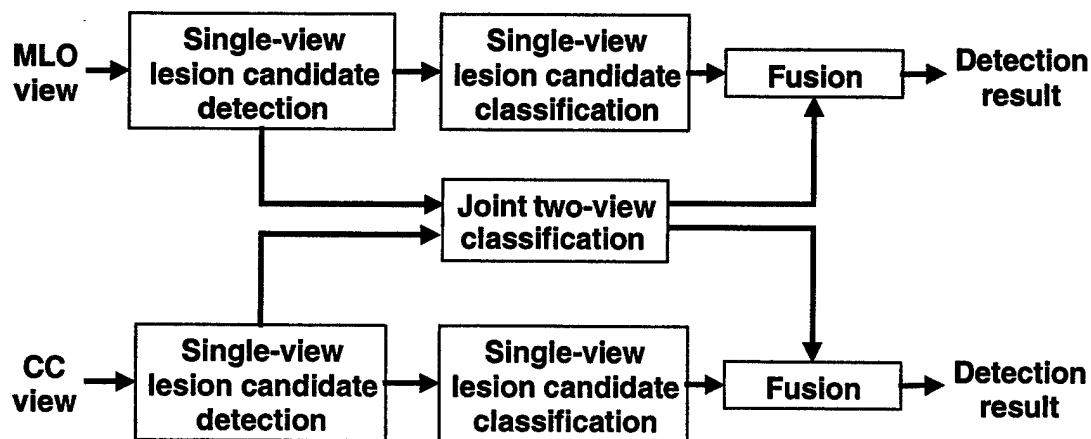 MLO
view
Single-view
lesion candidate
detection
Single-view
lesion candidate
classification
Fusion
Detection
result
Joint two-view
classification
CC
view
Single-view
lesion candidate
detection
Single-view
lesion candidate
classification
Fusion
Detection
result